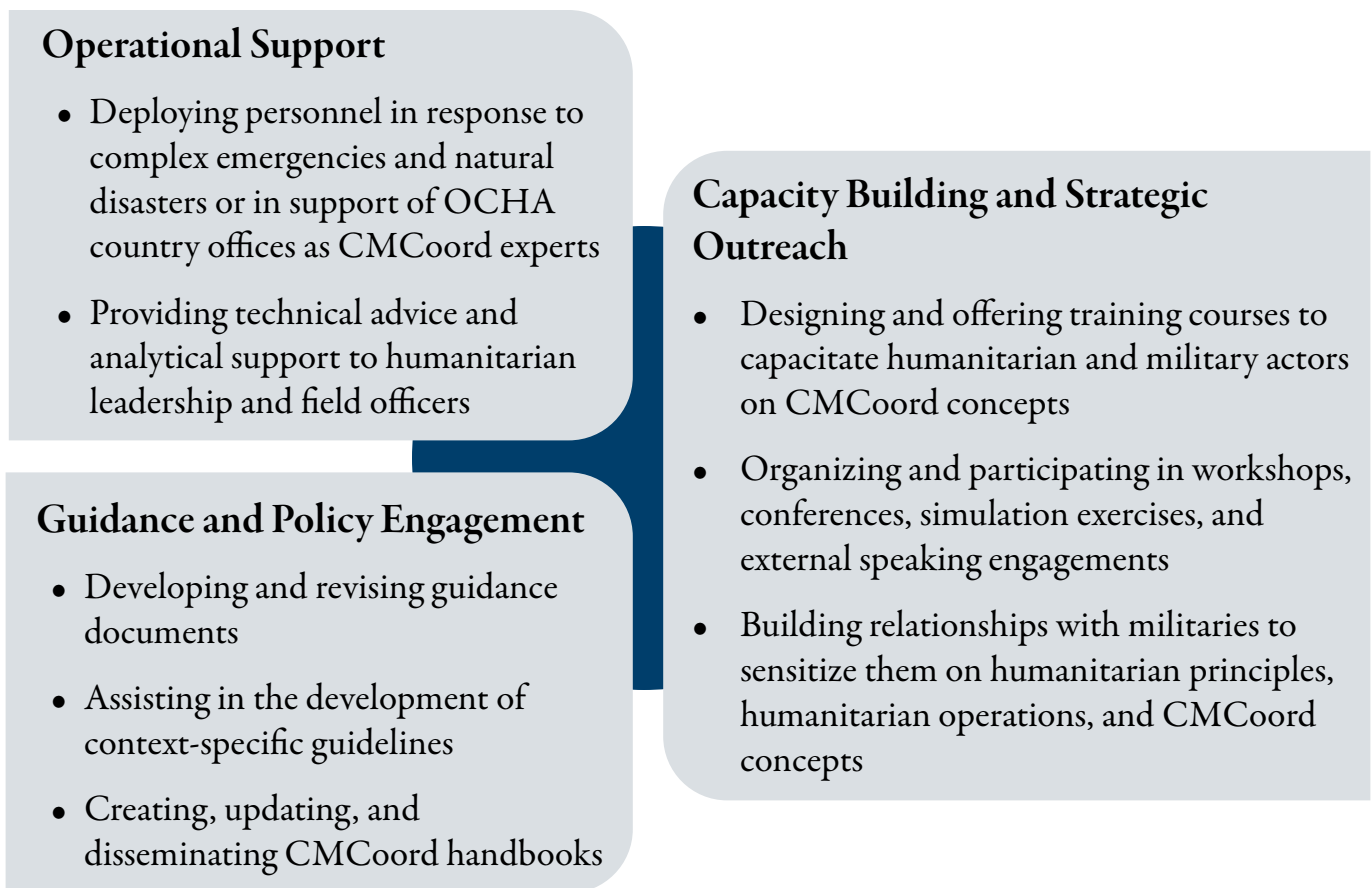 Operational Support
• Deploying personnel in response to
complex emergencies and natural
disasters or in support of OCHA
country offices as CMCoord experts
• Providing technical advice and
analytical support to humanitarian
leadership and field officers
Guidance and Policy Engagement
• Developing and revising guidance
documents
• Assisting in the development of
context-specific guidelines
• Creating, updating, and
disseminating CMCoord handbooks
Capacity Building and Strategic
Outreach
• Designing and offering training courses to
capacitate humanitarian and military actors
on CMCoord concepts
• Organizing and participating in workshops,
conferences, simulation exercises, and
external speaking engagements
• Building relationships with militaries to
sensitize them on humanitarian principles,
humanitarian operations, and CMCoord
concepts